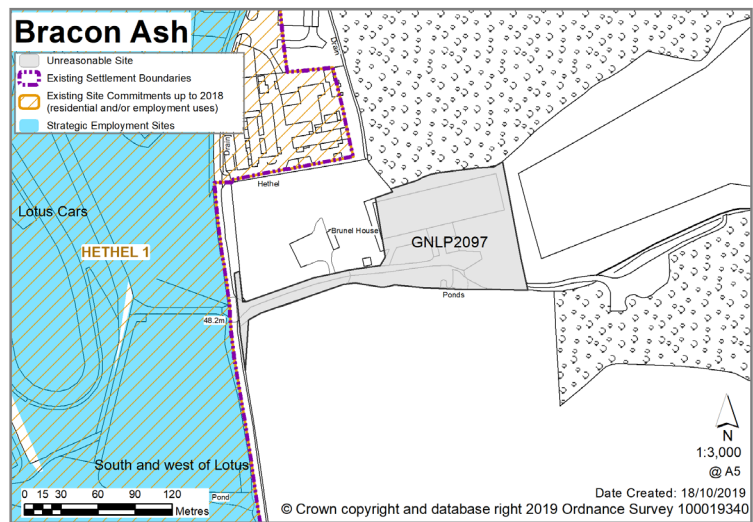 Bracon Ash
Unreasonable Site
Existing Settlement Boundaries
Existing Site Commitments up to 2018
(residential and/or employment uses)
Strategic Employment Sites
Drain
Drain
Hethel
Lotus Cars
Brunel House
GNLP2097
HETHEL 1
Ponds
48.2m
South and west of Lotus
Pond
N
1:3,000
@ A5
0 15 30 60 90 120
Metres
Date Created: 18/10/2019
© Crown copyright and database right 2019 Ordnance Survey 100019340